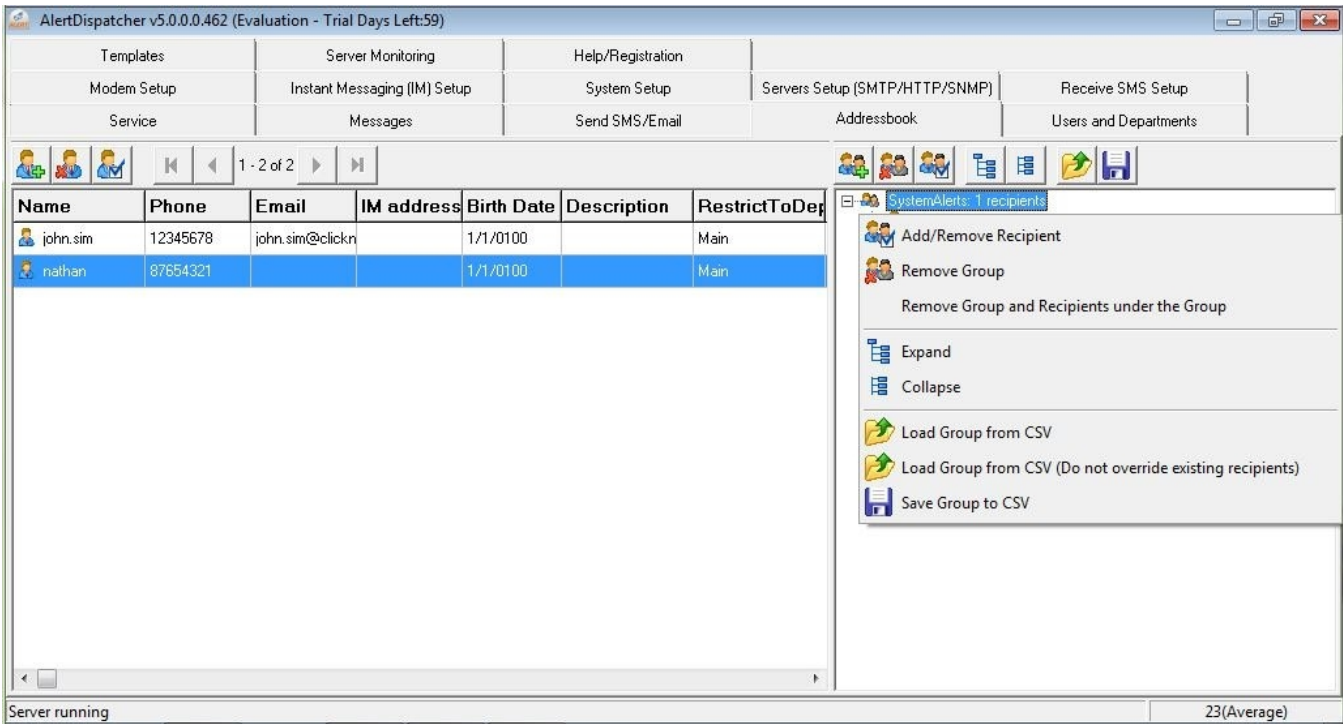 AlertDispatcher v5.0.0.0.462 (Evaluation - Trial Days Left:59)
Templates Server Monitoring Help/Registration
Modem Setup Instant Messaging (IM) Setup System Setup Servers Setup (SMTP/HTTP/SNMP) Receive SMS Setup
Service Messages Send SMS/Email Addressbook Users and Departments
1 - 2 of 2
Name Phone Email IM address Birth Date Description RestrictToDep
john.sim 12345678 john.sim@clickn 1/1/0100 Main
nathan 87654321 1/1/0100 Main
SystemAlerts: 1 recipients
Add/Remove Recipient
Remove Group
Remove Group and Recipients under the Group
Expand
Collapse
Load Group from CSV
Load Group from CSV (Do not override existing recipients)
Save Group to CSV
Server running 23(Average)